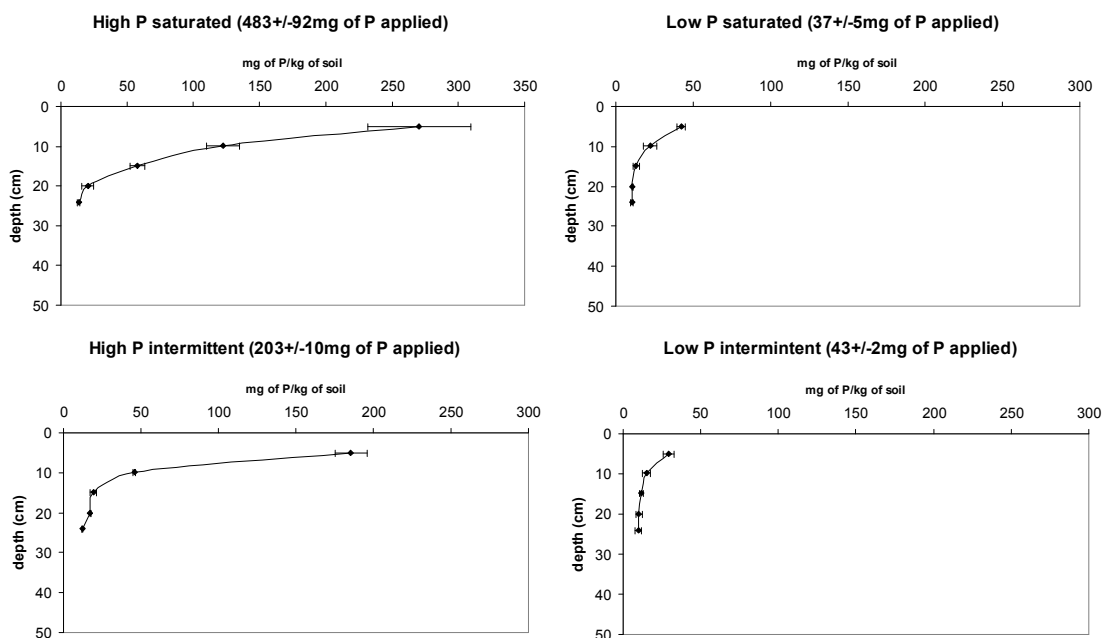 High P saturated (483+/-92mg of P applied)
mg of P/kg of soil
0 50 100 150 200 250 300 350
0
10
20
30
40
50
depth (cm)
Low P saturated (37+/-5mg of P applied)
mg of P/kg of soil
0 50 100 150 200 250 300
0
10
20
30
40
50
depth (cm)
High P intermittent (203+/-10mg of P applied)
mg of P/kg of soil
0 50 100 150 200 250 300
0
10
20
30
40
50
depth (cm)
Low P intermintent (43+/-2mg of P applied)
mg of P/kg of soil
0 50 100 150 200 250 300
0
10
20
30
40
50
depth (cm)